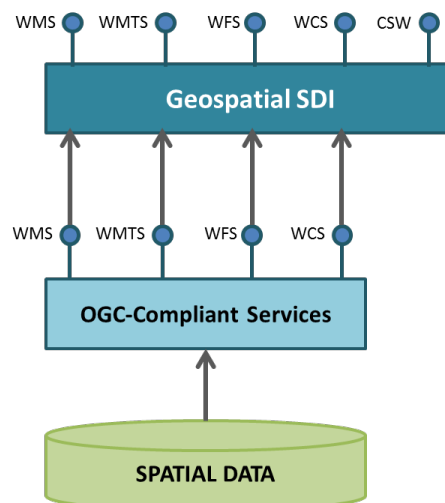 WMS WMTS WFS WCS CSW
Geospatial SDI
WMS WMTS WFS WCS
OGC-Compliant Services
SPATIAL DATA